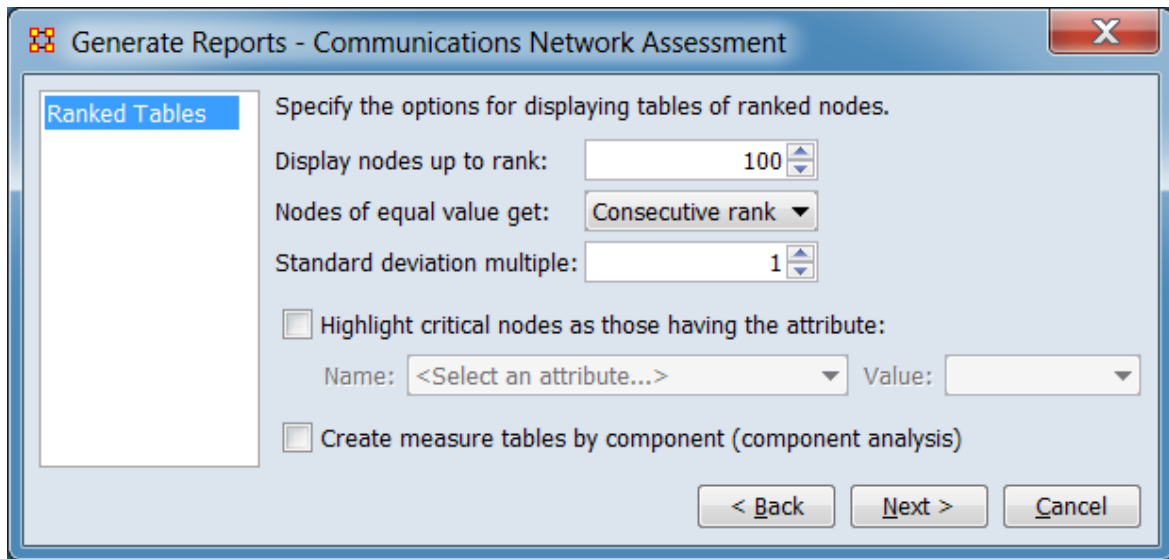 Generate Reports - Communications Network Assessment
Ranked Tables
Specify the options for displaying tables of ranked nodes.
Display nodes up to rank: 100
Nodes of equal value get: Consecutive rank
Standard deviation multiple: 1
Highlight critical nodes as those having the attribute:
Name: <Select an attribute...> Value:
Create measure tables by component (component analysis)
< Back Next > Cancel